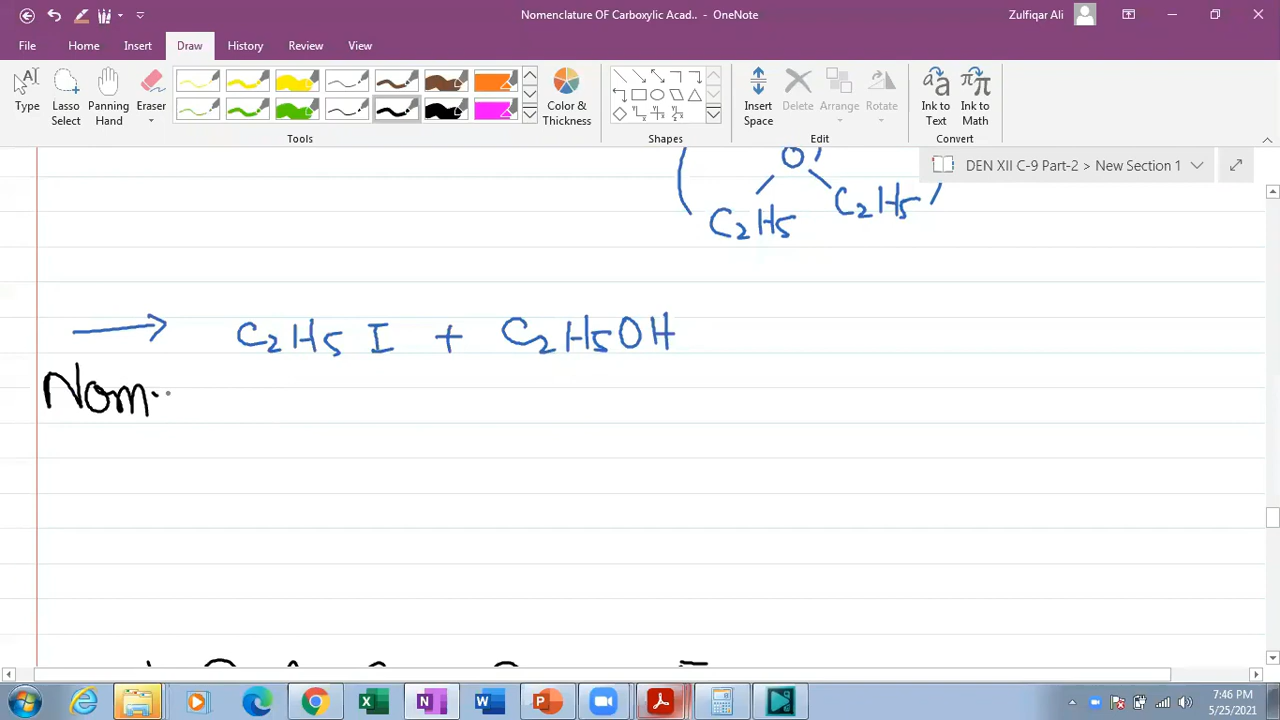 Nomenclature OF Carboxylic Acad.. - OneNote
Zulfiqar Ali
File Home Insert Draw History Review View
Type Lasso Select Panning Hand Eraser Color & Thickness Insert Space Delete Arrange Rotate Ink to Text Ink to Math
Tools Shapes Edit Convert
DEN XII C-9 Part-2 > New Section 1
O
C2H5 C2H5
→ C2H5 I + C2H5OH
Nom
7:46 PM
5/25/2021